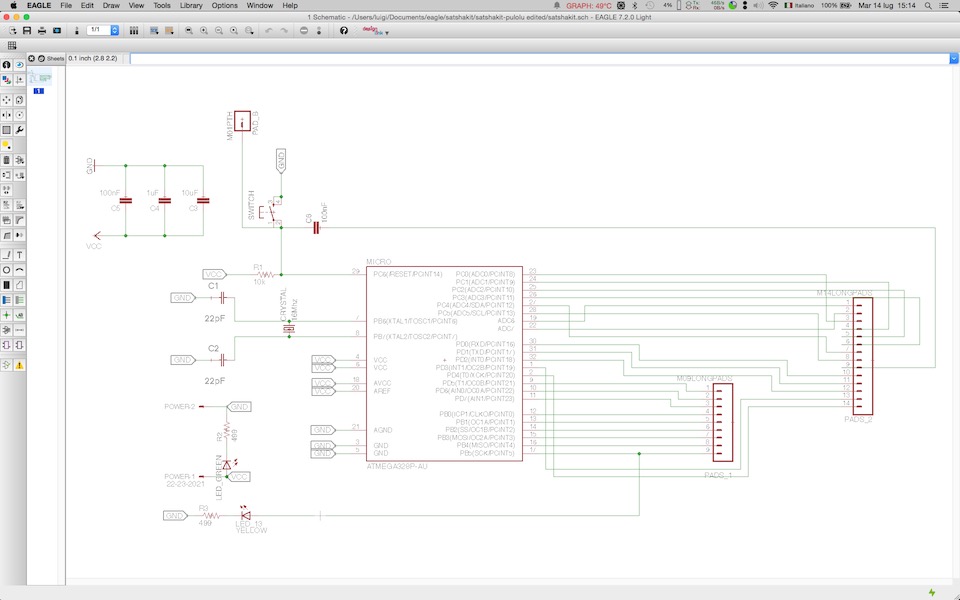 EAGLE File Edit Draw View Tools Library Options Window Help
GRAPH: 49°C 4% Italiano 100% Mar 14 lug 15:14
1 Schematic - /Users/luigi/Documents/eagle/satshakit/satshakit-pulolu edited/satshakit.sch - EAGLE 7.2.0 Light
1/1
Sheets
0.1 inch (2.8 2.2)
1
M01PTH
PAD_B
GND
GND
100nF
C5
1uF
C4
10uF
C3
VCC
SWITCH
C6
100nF
MICRO
VCC
R1
10k
GND
C1
22pF
CRYSTAL
16Mhz
GND
C2
22pF
29 PC6(/RESET/PCINT14)
7 PB6(XTAL1/TOSC1/PCINT6)
8 PB7(XTAL2/TOSC2/PCINT7)
VCC 4 VCC
VCC 6 VCC
VCC 18 AVCC
VCC 20 AREF
GND 21 AGND
GND 3 GND
GND 5 GND
PC0(ADC0/PCINT8) 23
PC1(ADC1/PCINT9) 24
PC2(ADC2/PCINT10) 25
PC3(ADC3/PCINT11) 26
PC4(ADC4/SDA/PCINT12) 27
PC5(ADC5/SCL/PCINT13) 28
ADC6 19
ADC7 22
PD0(RXD/PCINT16) 30
PD1(TXD/PCINT17) 31
PD2(INT0/PCINT18) 32
PD3(INT1/OC2B/PCINT19) 1
PD4(T0/XCK/PCINT20) 2
PD5(T1/OC0B/PCINT21) 9
PD6(AIN0/OC0A/PCINT22) 10
PD7(AIN1/PCINT23) 11
PB0(ICP1/CLKO/PCINT0) 12
PB1(OC1A/PCINT1) 13
PB2(SS/OC1B/PCINT2) 14
PB3(MOSI/OC2A/PCINT3) 15
PB4(MISO/PCINT4) 16
PB5(SCK/PCINT5) 17
ATMEGA328P-AU
M14LONGPADS
1
2
3
4
5
6
7
8
9
10
11
12
13
14
PADS_2
M09LONGPADS
1
2
3
4
5
6
7
8
9
PADS_1
POWER-2
GND
R2
499
LED_GREEN
POWER-1
VCC
22-23-2021
GND
R3
499
LED_13
YELLOW